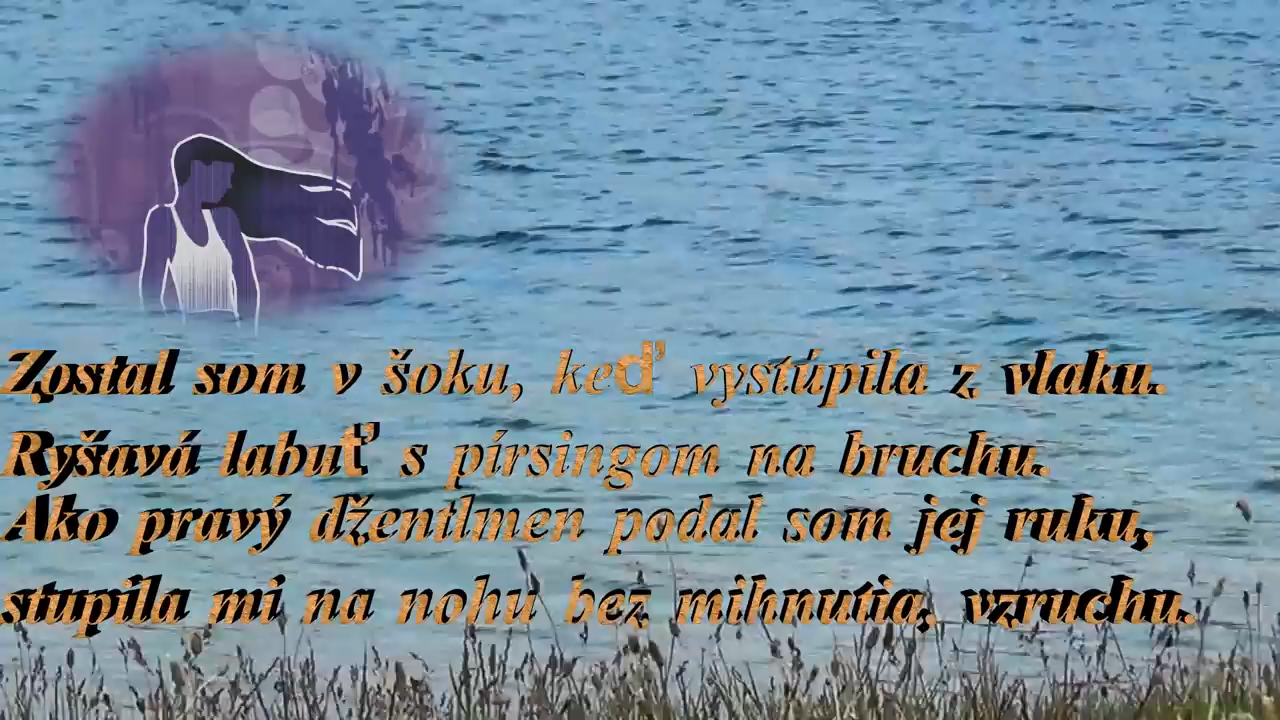 Zostal som v šoku, keď vystúpila z vlaku.
Ryšavá labuť s pírsingom na bruchu.
Ako pravý džentlmen podal som jej ruku,
stupila mi na nohu bez mihnutia, vzruchu.